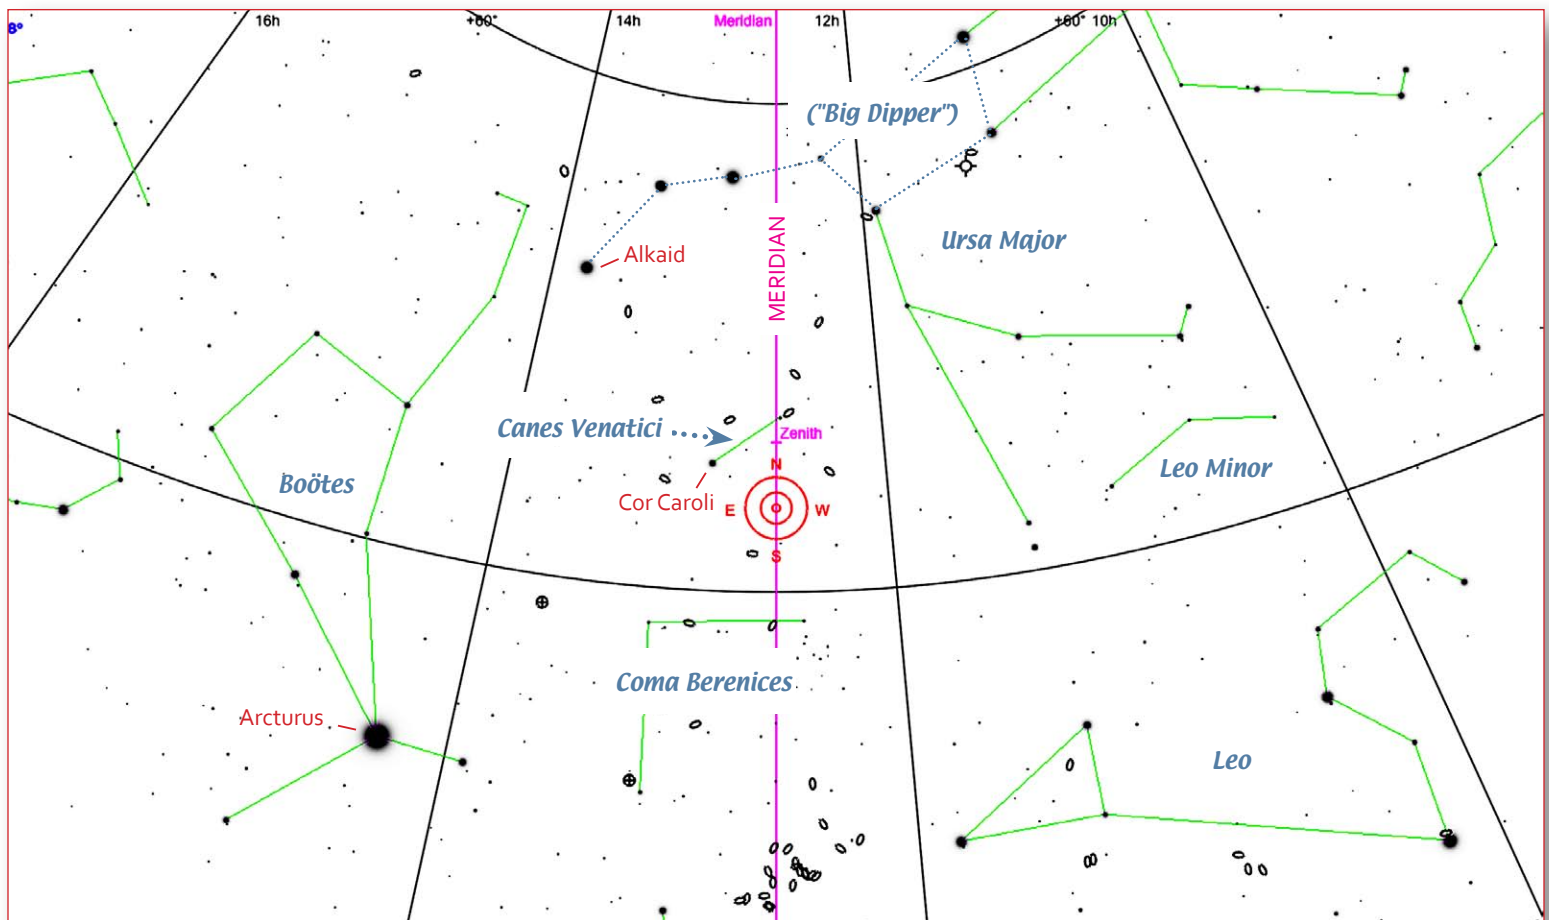 8°
16h
+60°
14h
Meridian
12h
+60° 10h
("Big Dipper")
Ursa Major
Alkaid
MERIDIAN
Canes Venatici
Zenith
N
Leo Minor
Boötes
Cor Caroli
E
W
S
Coma Berenices
Arcturus
Leo